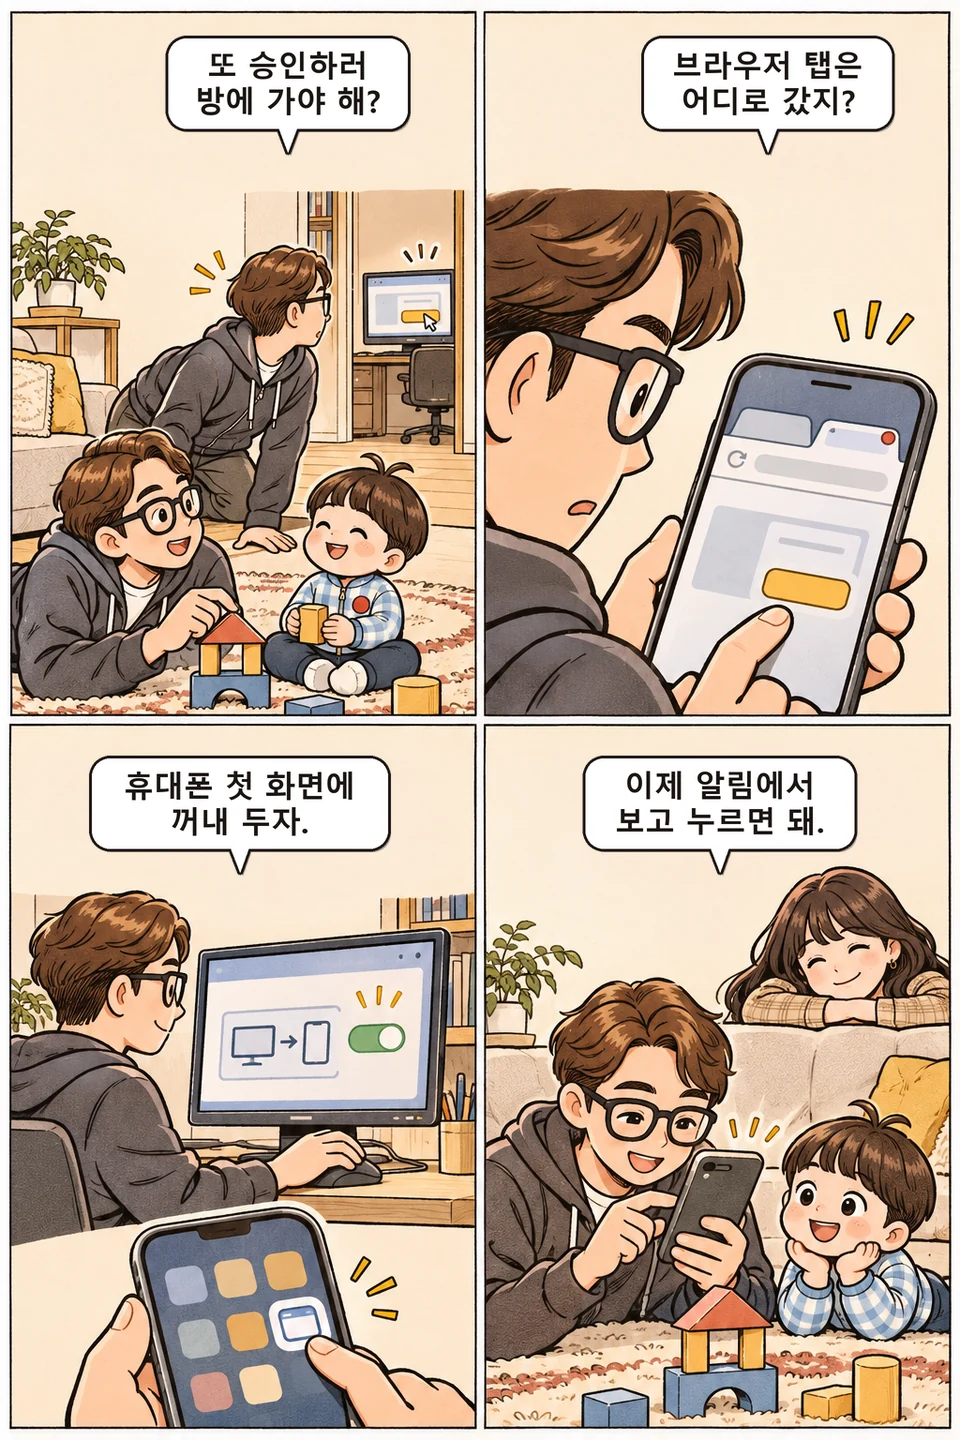 또 승인하러
방에 가야 해?
브라우저 탭은
어디로 갔지?
휴대폰 첫 화면에
꺼내 두자.
이제 알림에서
보고 누르면 돼.